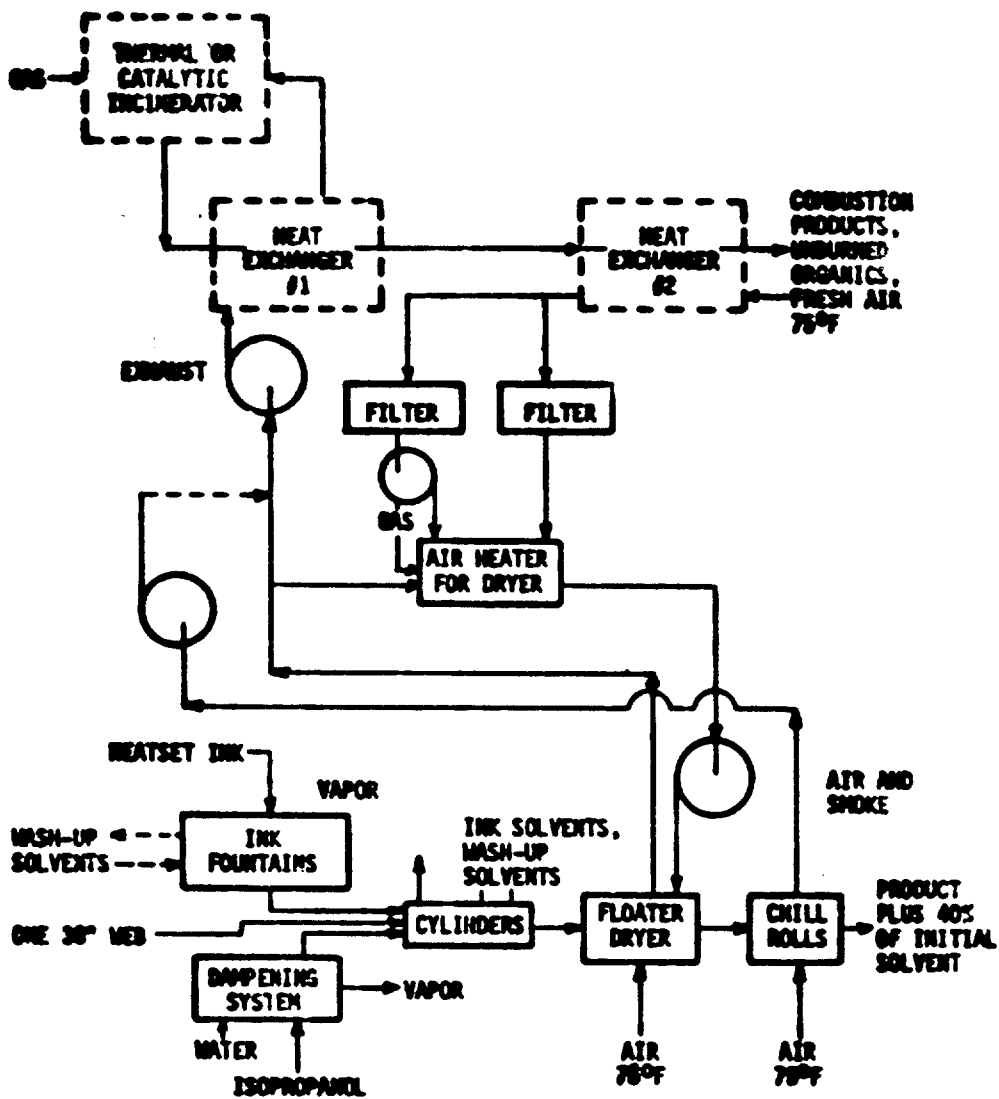 THERMAL OR
CATALYTIC
INCINERATOR
GAS
HEAT
EXCHANGER
#1
HEAT
EXCHANGER
#2
COMBUSTION
PRODUCTS,
UNBURNED
ORGANICS,
FRESH AIR
75°F
EXHAUST
FILTER
FILTER
GAS
AIR HEATER
FOR DRYER
HEATSET INK
VAPOR
AIR AND
SMOKE
WASH-UP
SOLVENTS
INK
FOUNTAINS
INK SOLVENTS,
WASH-UP
SOLVENTS
ONE 38" WEB
CYLINDERS
FLOATER
DRYER
CHILL
ROLLS
PRODUCT
PLUS 40%
OF INITIAL
SOLVENT
DAMPENING
SYSTEM
VAPOR
WATER
ISOPROPANOL
AIR
75°F
AIR
75°F